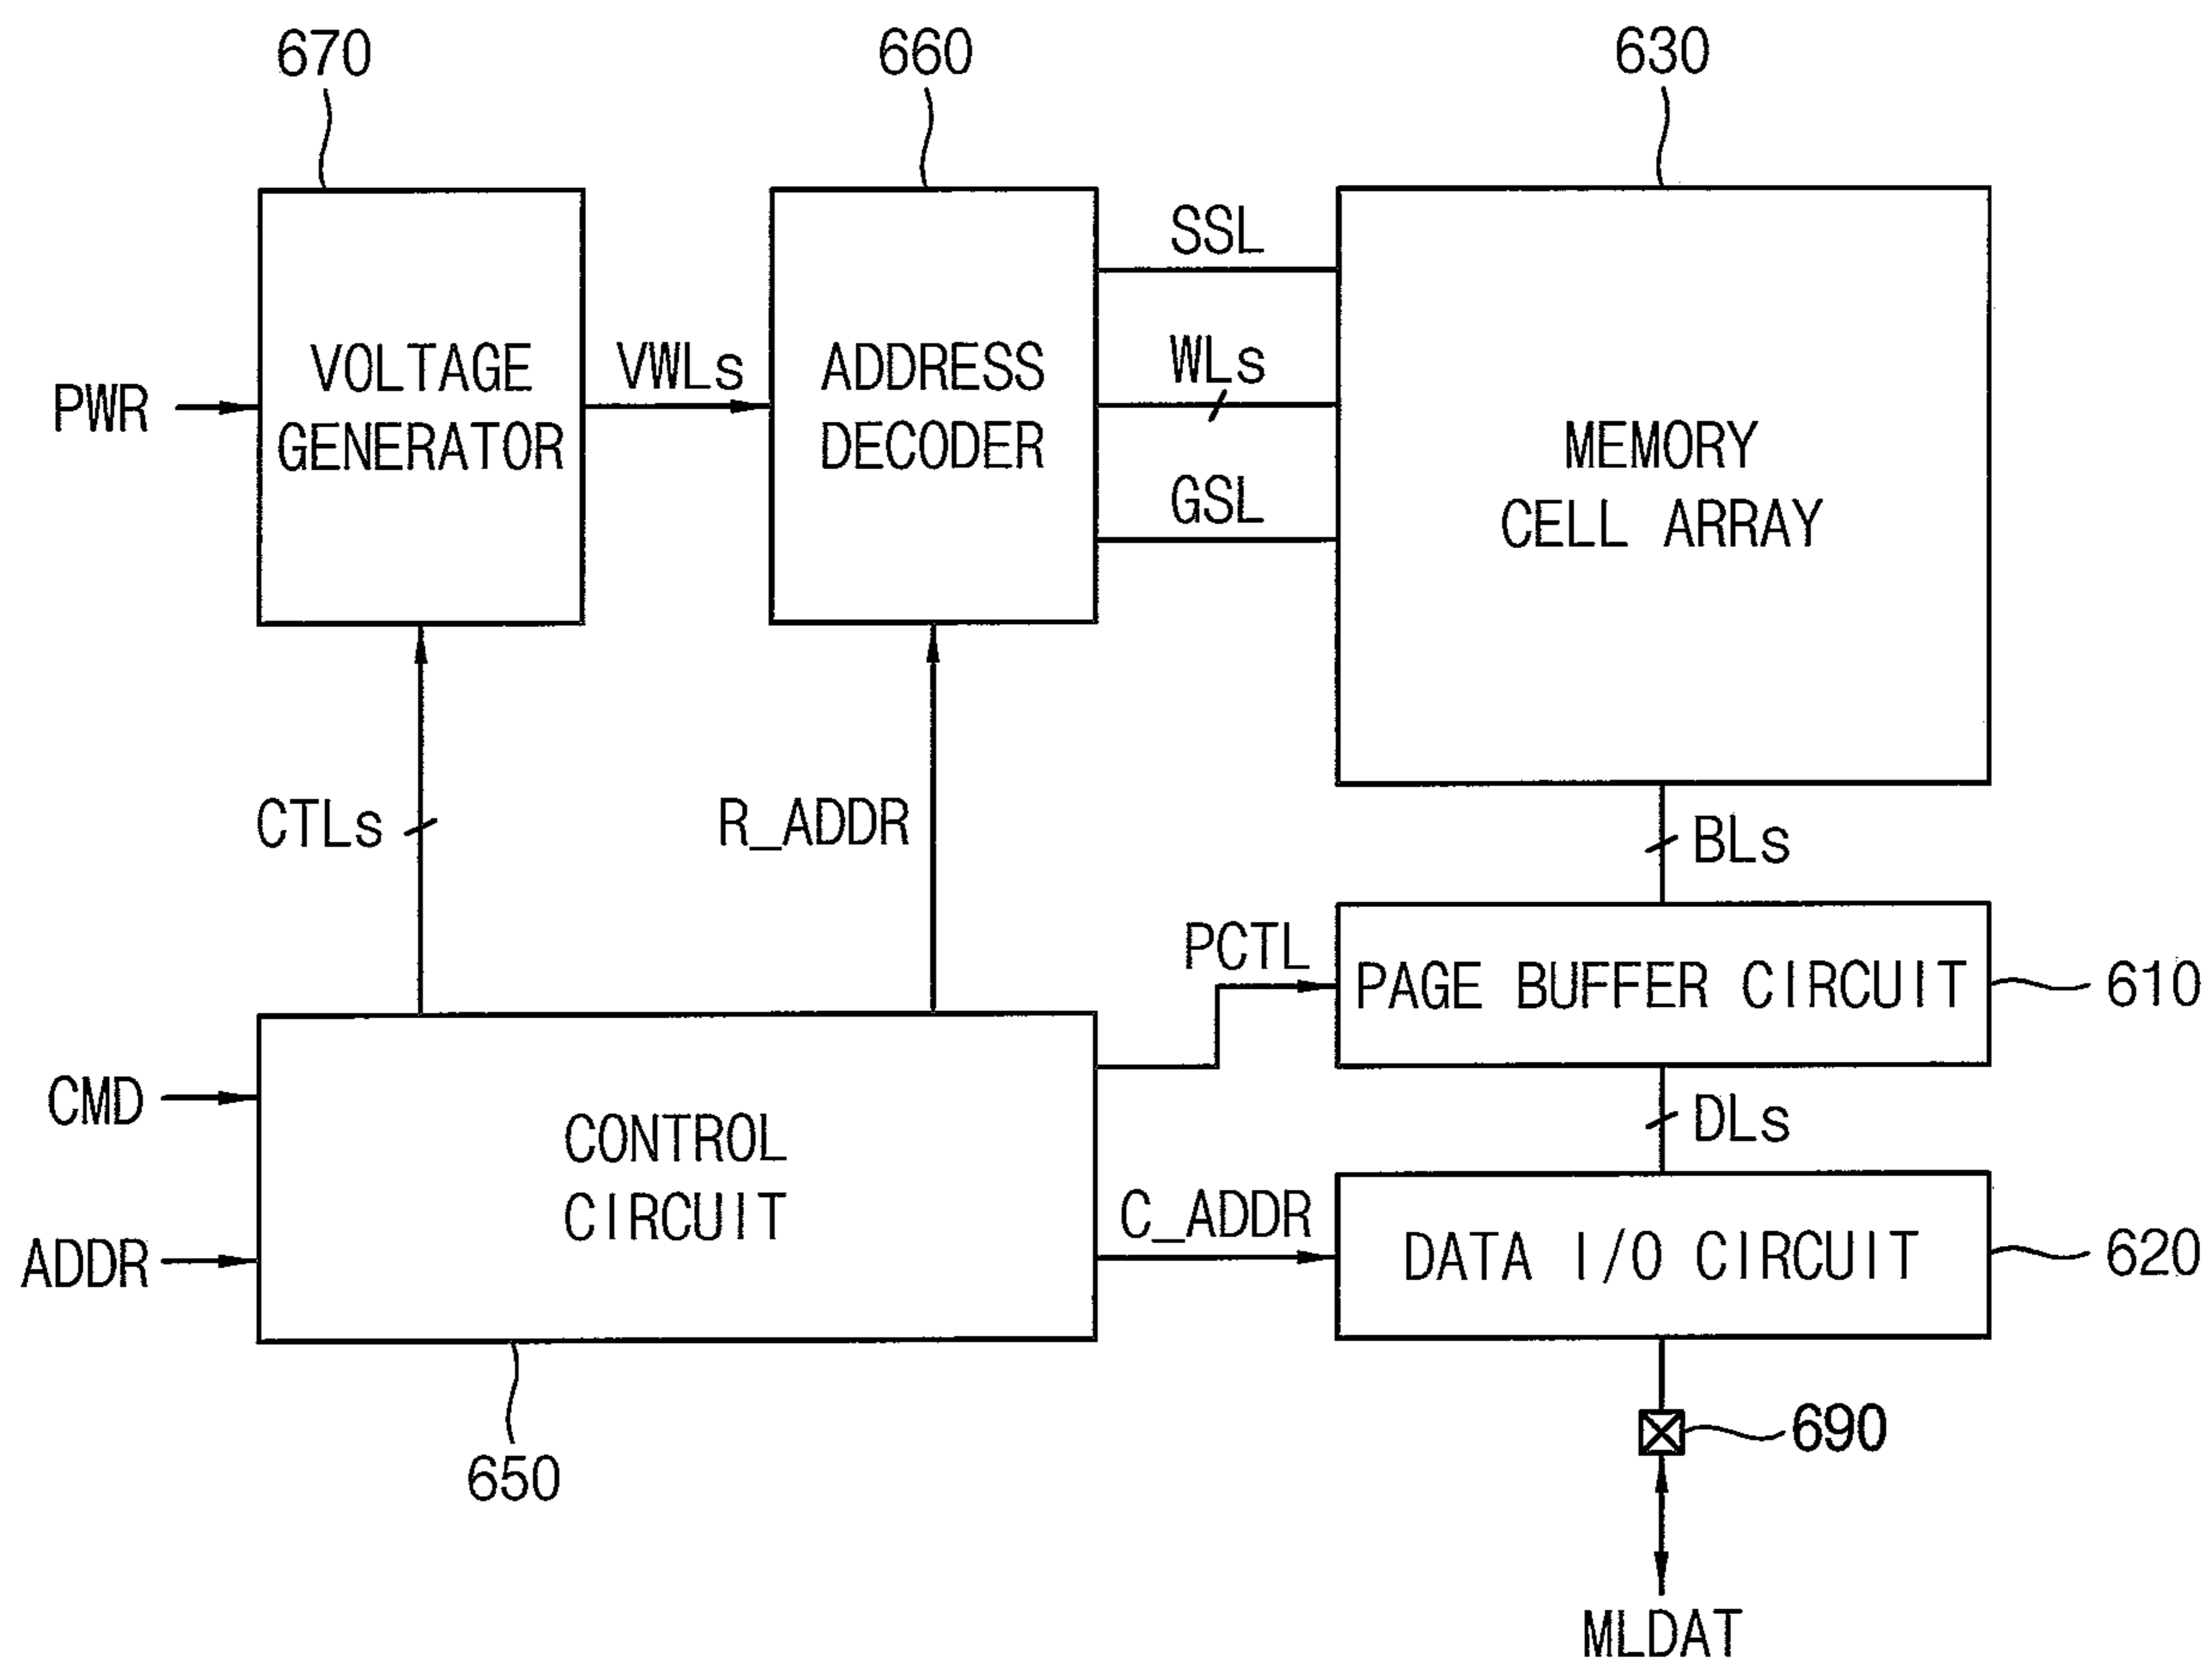 670
660
630
SSL
VOLTAGE
GENERATOR
VWLs
ADDRESS
DECODER
WLs
PWR
MEMORY
CELL ARRAY
GSL
CTLs
R_ADDR
BLs
PCTL
PAGE BUFFER CIRCUIT
610
CMD
CONTROL
CIRCUIT
DLs
C_ADDR
ADDR
DATA I/O CIRCUIT
620
650
690
MLDAT